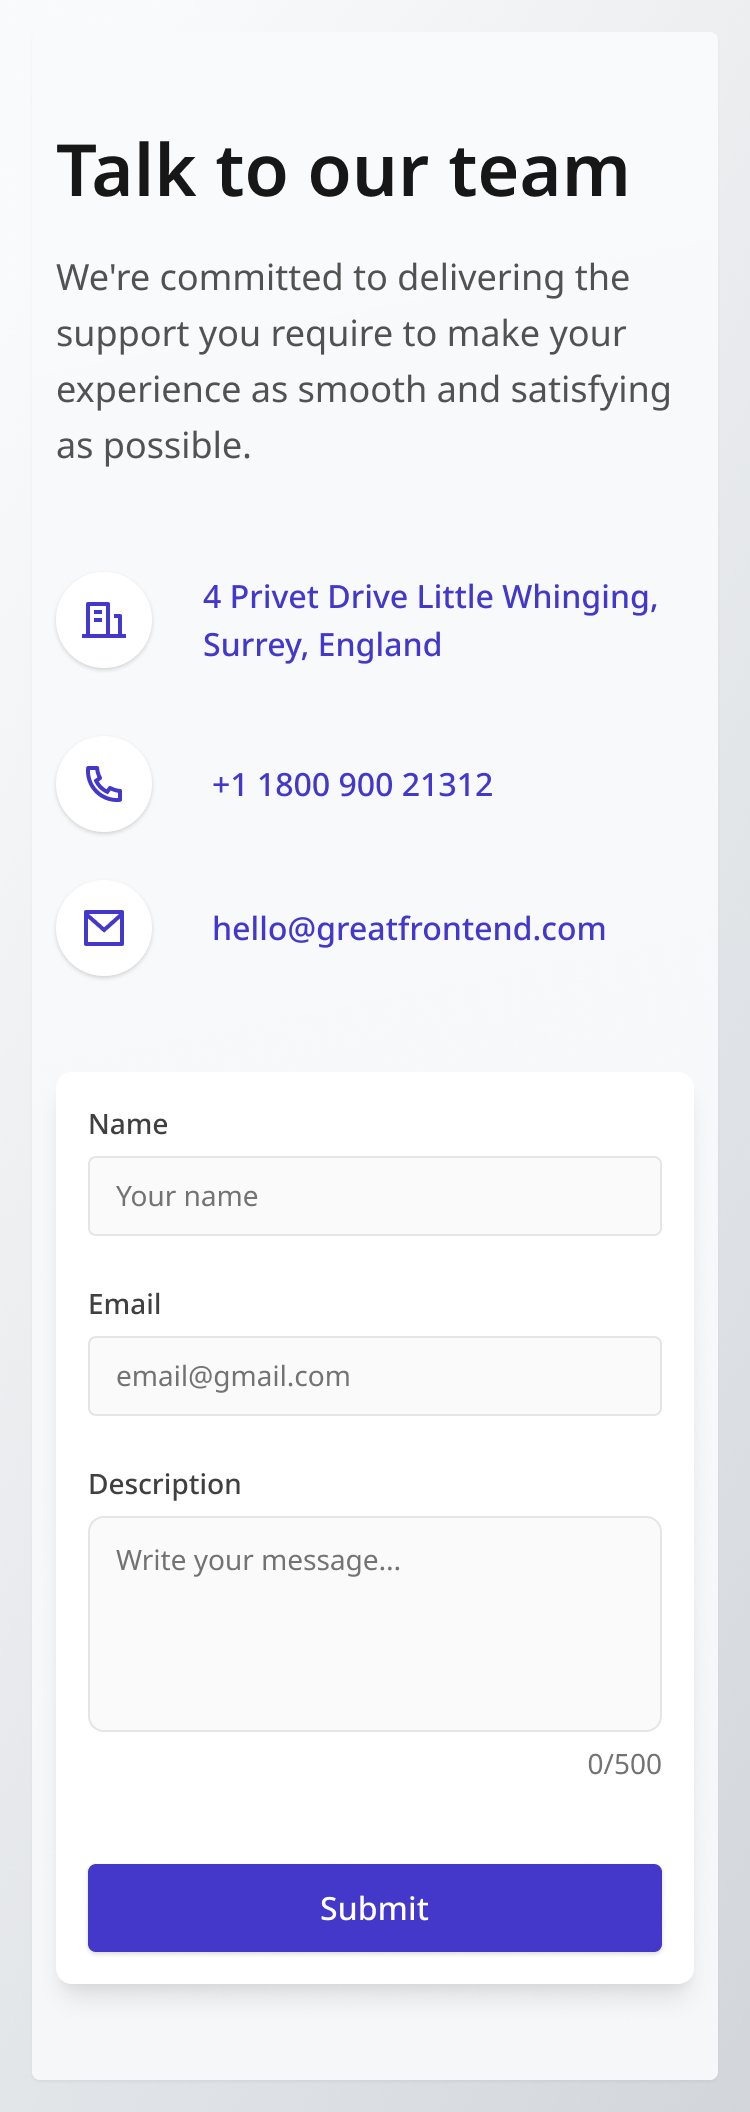 Talk to our team
We're committed to delivering the
support you require to make your
experience as smooth and satisfying
as possible.
4 Privet Drive Little Whinging,
Surrey, England
+1 1800 900 21312
hello@greatfrontend.com
Name
Your name
Email
email@gmail.com
Description
Write your message...
0/500
Submit